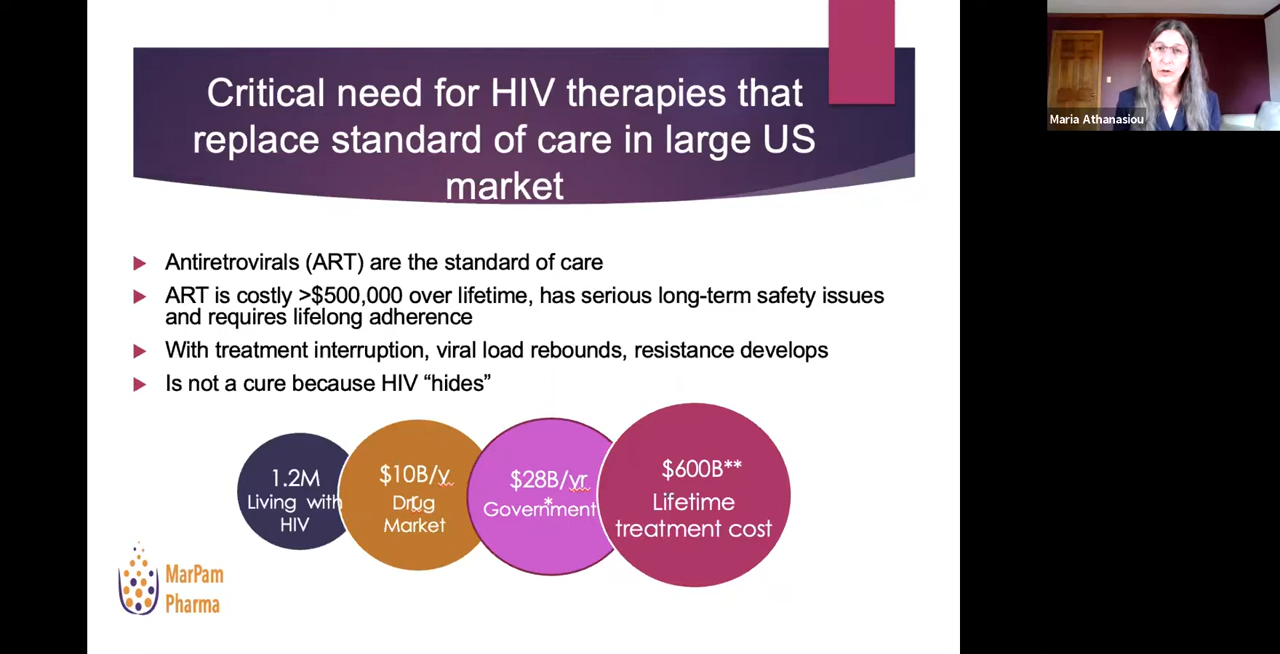 Critical need for HIV therapies that
replace standard of care in large US
market
Antiretrovirals (ART) are the standard of care
ART is costly >$500,000 over lifetime, has serious long-term safety issues
and requires lifelong adherence
With treatment interruption, viral load rebounds, resistance develops
Is not a cure because HIV “hides”
1.2M
Living with
HIV
$10B/y
Drug
Market
$28B/yr
*
Government
$600B**
Lifetime
treatment cost
MarPam
Pharma
Maria Athanasiou